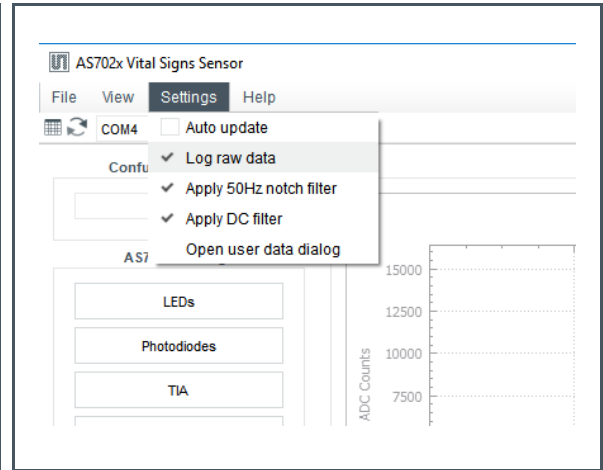 AS702x Vital Signs Sensor
File View Settings Help
COM4
Auto update
Log raw data
Apply 50Hz notch filter
Apply DC filter
Open user data dialog
LEDs
Photodiodes
TIA
15000
12500
10000
7500
ADC Counts